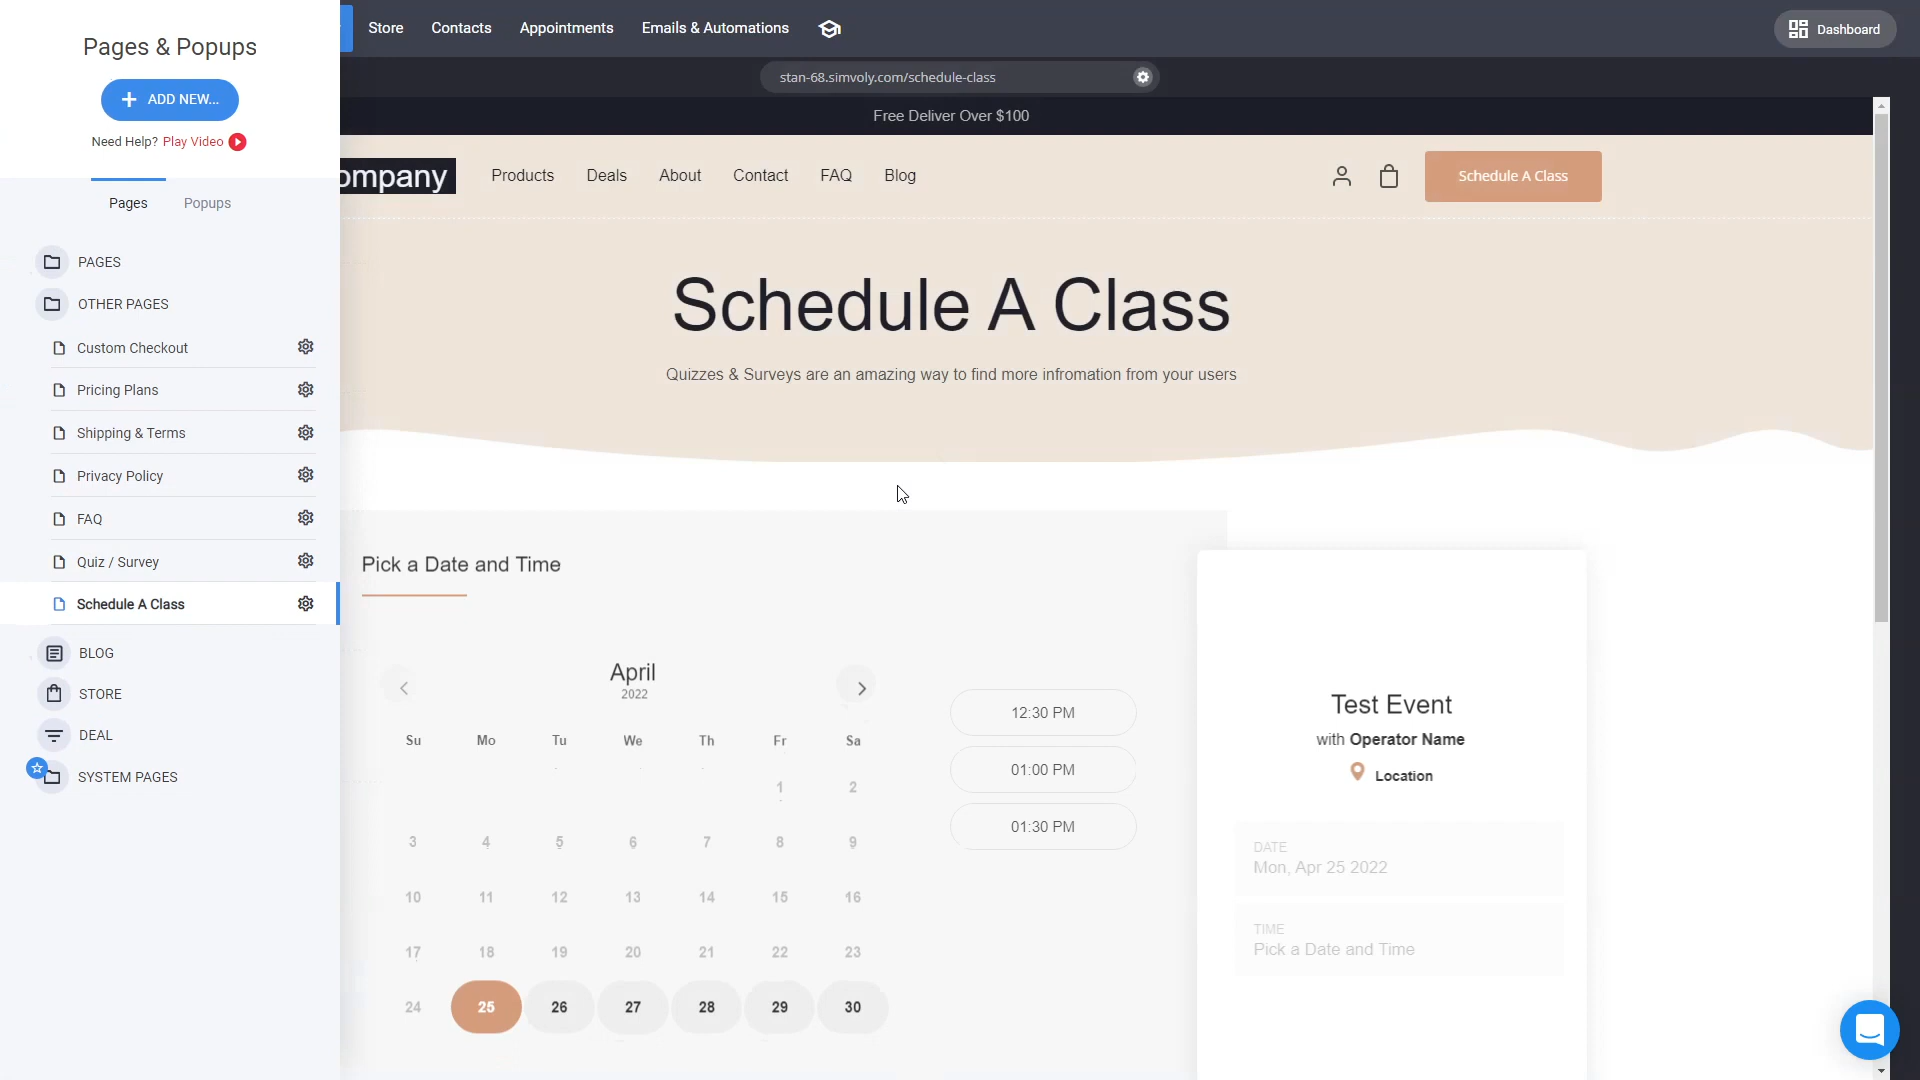 Pages & Popups
ADD NEW...
Need Help? Play Video
Pages Popups
PAGES
OTHER PAGES
Custom Checkout
Pricing Plans
Shipping & Terms
Privacy Policy
FAQ
Quiz / Survey
Schedule A Class
BLOG
STORE
DEAL
SYSTEM PAGES
Store Contacts Appointments Emails & Automations Dashboard
stan-68.simvoly.com/schedule-class
Free Deliver Over $100
ompany Products Deals About Contact FAQ Blog Schedule A Class
Schedule A Class
Quizzes & Surveys are an amazing way to find more infromation from your users
Pick a Date and Time
April
2022
Su Mo Tu We Th Fr Sa
1 2
3 4 5 6 7 8 9
10 11 12 13 14 15 16
17 18 19 20 21 22 23
24 25 26 27 28 29 30
12:30 PM
01:00 PM
01:30 PM
Test Event
with Operator Name
Location
DATE
Mon, Apr 25 2022
TIME
Pick a Date and Time